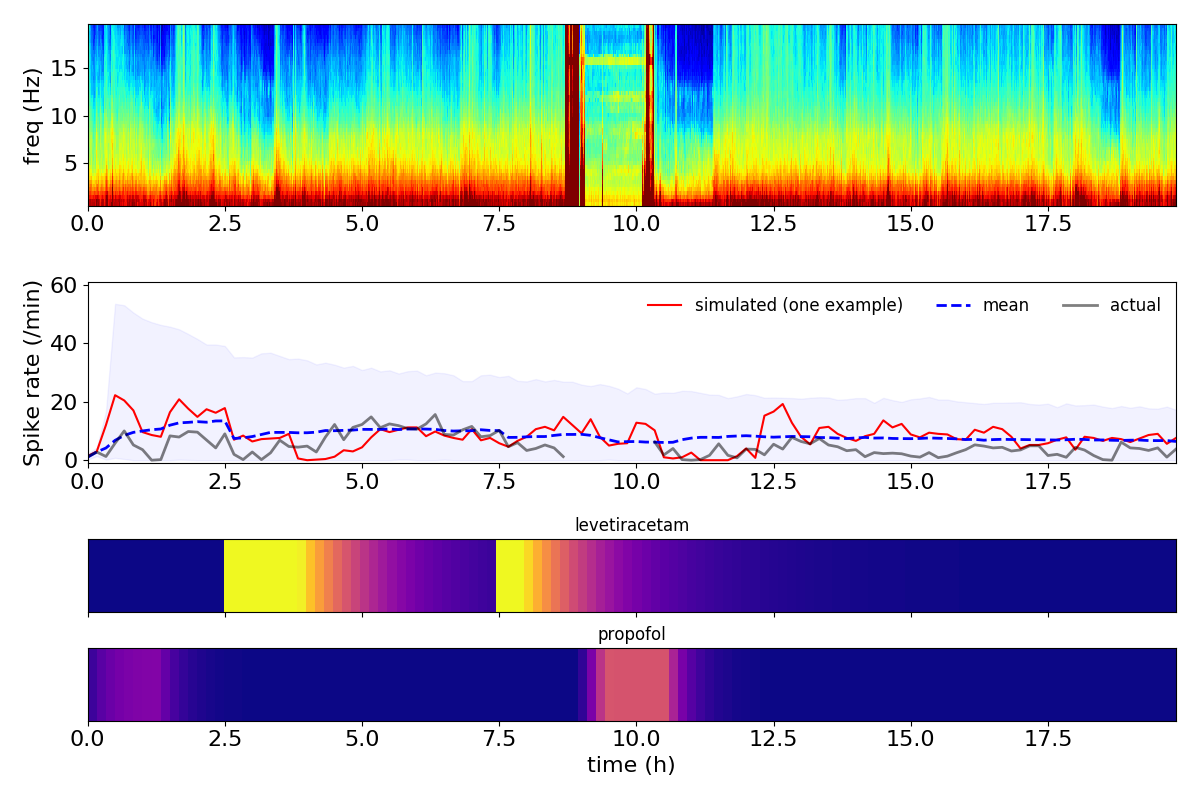 freq (Hz)
15
10
5
0.0 2.5 5.0 7.5 10.0 12.5 15.0 17.5
Spike rate (/min)
60
40
20
0
simulated (one example) mean actual
0.0 2.5 5.0 7.5 10.0 12.5 15.0 17.5
levetiracetam
propofol
0.0 2.5 5.0 7.5 10.0 12.5 15.0 17.5
time (h)